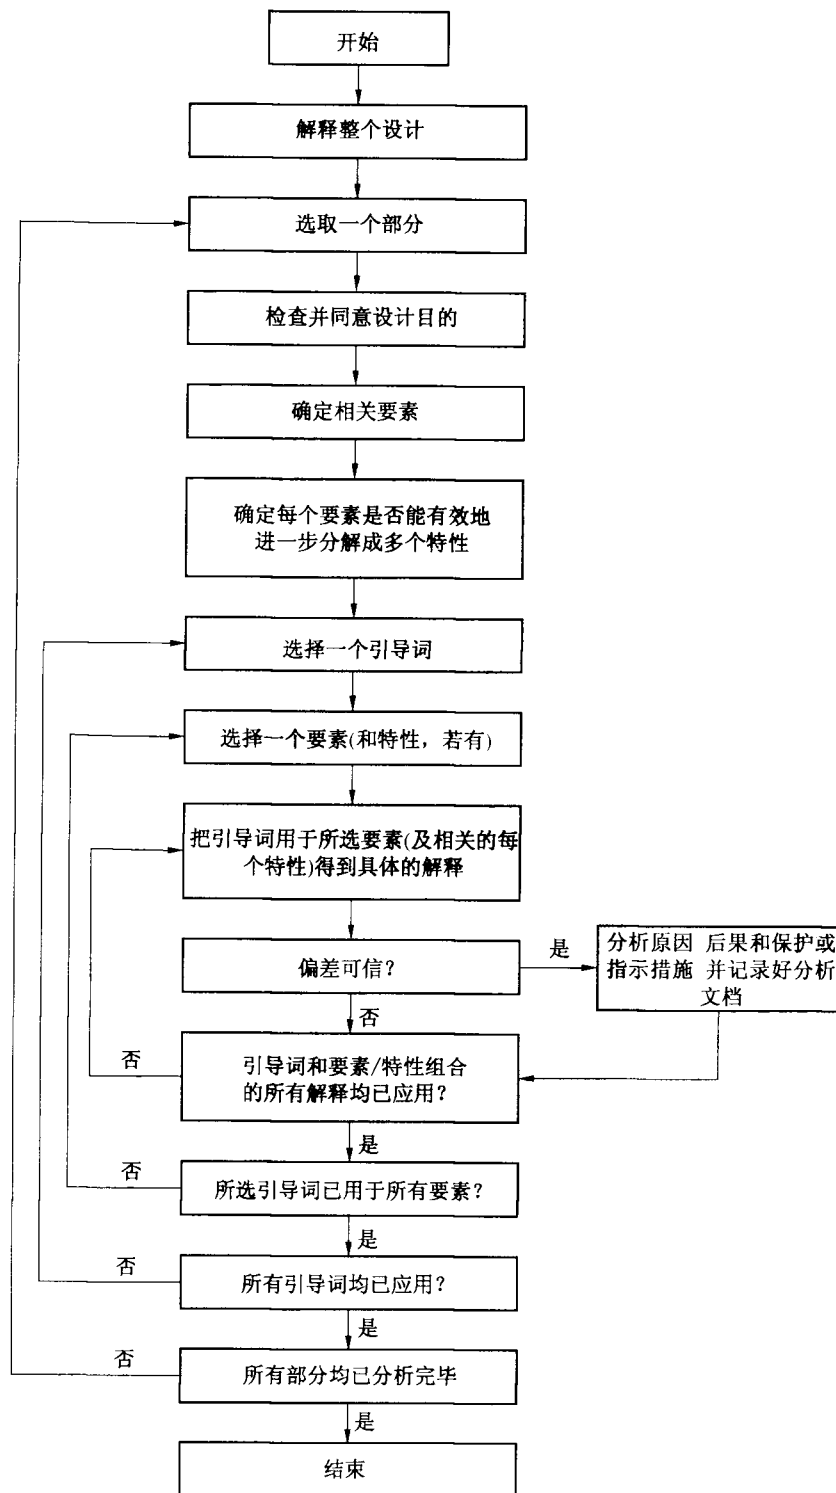 开始
解释整个设计
选取一个部分
检查并同意设计目的
确定相关要素
确定每个要素是否能有效地
进一步分解成多个特性
选择一个引导词
选择一个要素(和特性，若有)
把引导词用于所选要素(及相关的每
个特性)得到具体的解释
偏差可信？
是
分析原因 后果和保护或
指示措施 并记录好分析
文档
否
引导词和要素/特性组合
的所有解释均已应用？
否
是
所选引导词已用于所有要素？
否
是
所有引导词均已应用？
否
是
所有部分均已分析完毕
否
是
结束